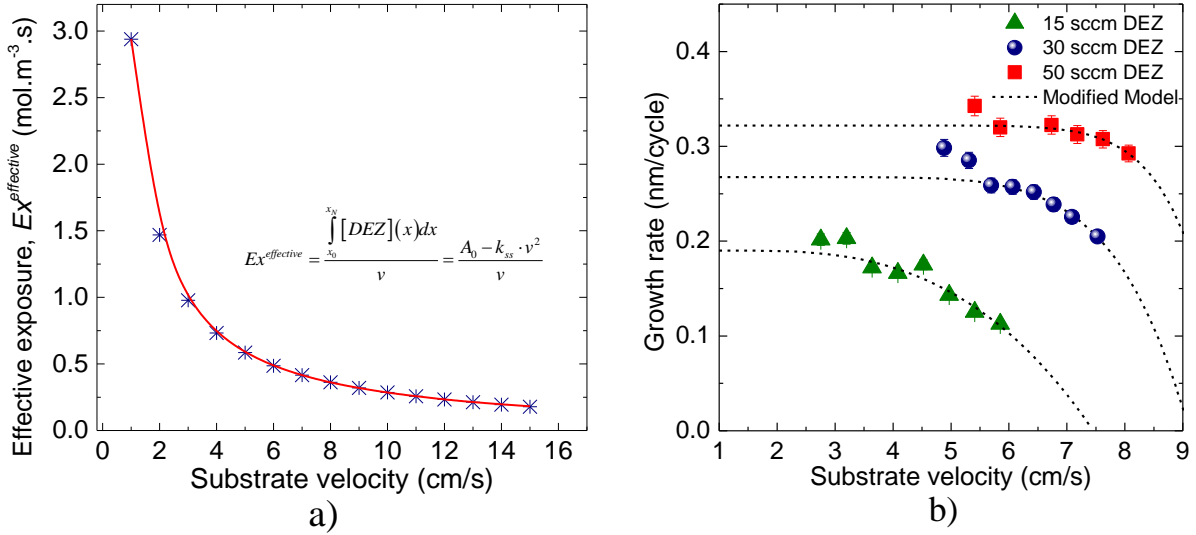 3.0
2.5
2.0
1.5
1.0
0.5
0.0
0 2 4 6 8 10 12 14 16
Effective exposure, Ex^effective (mol.m⁻³.s)
Substrate velocity (cm/s)
Ex^effective = ∫_{x₀}^{x_N} [DEZ](x)dx / v = (A₀ − k_ss · v²) / v
a)
0.4
0.3
0.2
0.1
0.0
1 2 3 4 5 6 7 8 9
Growth rate (nm/cycle)
Substrate velocity (cm/s)
15 sccm DEZ
30 sccm DEZ
50 sccm DEZ
Modified Model
b)